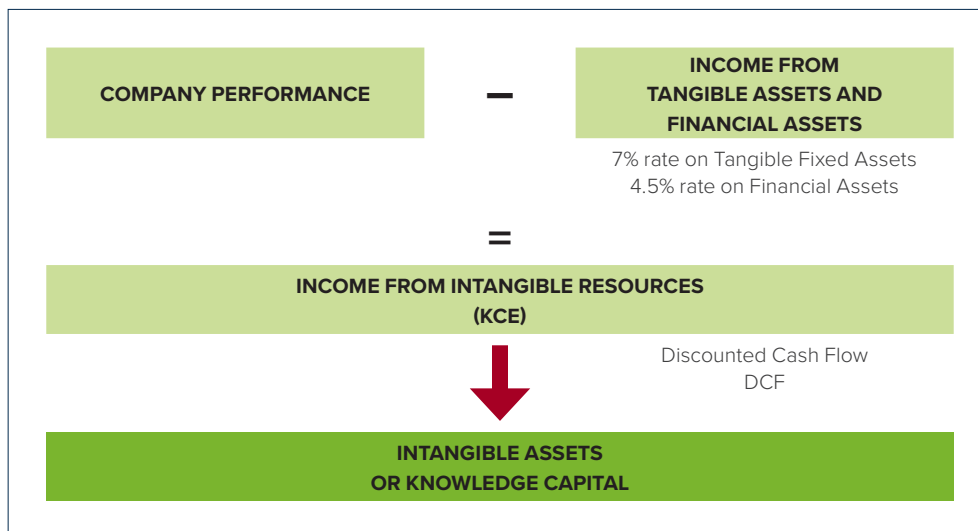 COMPANY PERFORMANCE
–
INCOME FROM
TANGIBLE ASSETS AND
FINANCIAL ASSETS
7% rate on Tangible Fixed Assets
4.5% rate on Financial Assets
=
INCOME FROM INTANGIBLE RESOURCES
(KCE)
Discounted Cash Flow
DCF
INTANGIBLE ASSETS
OR KNOWLEDGE CAPITAL